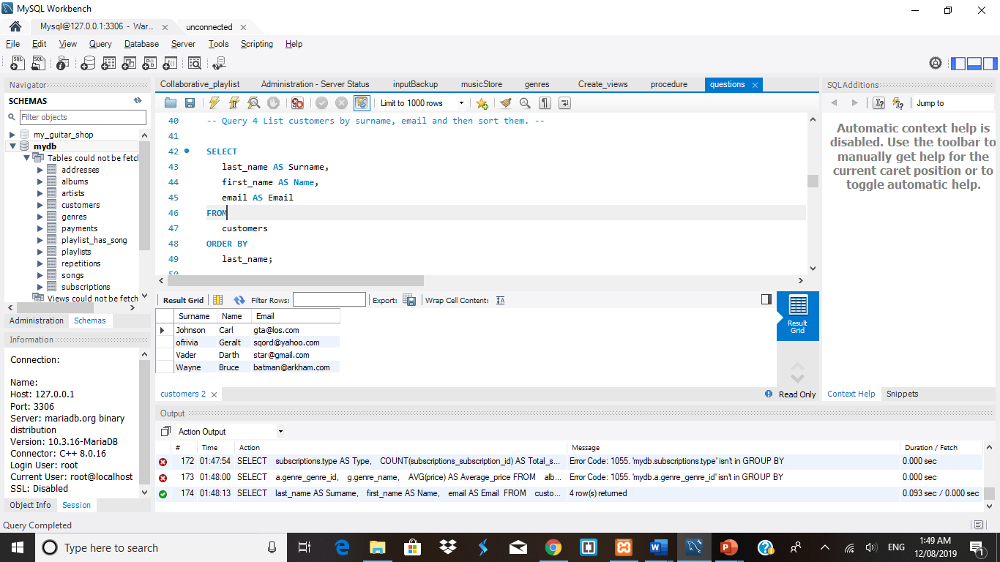 MySQL Workbench
Mysql@127.0.0.1:3306 - War... unconnected
File Edit View Query Database Server Tools Scripting Help
Navigator
SCHEMAS
Filter objects
my_guitar_shop
mydb
Tables could not be fetch
addresses
albums
artists
customers
genres
payments
playlist_has_song
playlists
repetitions
songs
subscriptions
Views could not be fetch
Administration Schemas
Information
Connection:
Name:
Host: 127.0.0.1
Port: 3306
Server: mariadb.org binary
distribution
Version: 10.3.16-MariaDB
Connector: C++ 8.0.16
Login User: root
Current User: root@localhost
SSL: Disabled
Object Info Session
Collaborative_playlist Administration - Server Status inputBackup musicStore genres Create_views procedure questions
Limit to 1000 rows
40 -- Query 4 List customers by surname, email and then sort them. --
41
42 SELECT
43 last_name AS Surname,
44 first_name AS Name,
45 email AS Email
46 FROM
47 customers
48 ORDER BY
49 last_name;
50
Result Grid Filter Rows: Export: Wrap Cell Content:
Surname Name Email
Johnson Carl gta@los.com
ofrivia Geralt sqord@yahoo.com
Vader Darth star@gmail.com
Wayne Bruce batman@arkham.com
Result
Grid
customers 2
Read Only
SQLAdditions
Jump to
Automatic context help is
disabled. Use the toolbar to
manually get help for the
current caret position or to
toggle automatic help.
Context Help Snippets
Output
Action Output
# Time Action Message Duration / Fetch
172 01:47:54 SELECT subscriptions.type AS Type, COUNT(subscriptions_subscription_id) AS Total_s... Error Code: 1055. 'mydb.subscriptions.type' isn't in GROUP BY 0.000 sec
173 01:48:00 SELECT a.genre_genre_id, g.genre_name, AVG(price) AS Average_price FROM alb... Error Code: 1055. 'mydb.a.genre_genre_id' isn't in GROUP BY 0.000 sec
174 01:48:13 SELECT last_name AS Surname, first_name AS Name, email AS Email FROM custo... 4 row(s) returned 0.093 sec / 0.000 sec
Query Completed
Type here to search
ENG
1:49 AM
12/08/2019
1